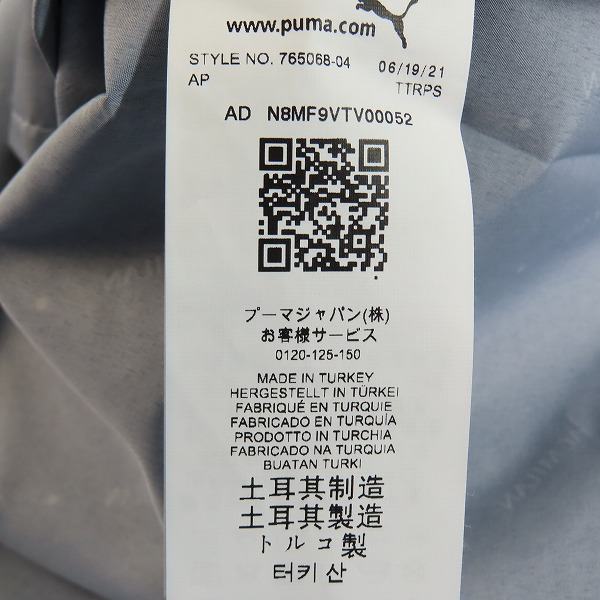 www.puma.com
STYLE NO. 765068-04 06/19/21
AP TTRPS
AD N8MF9VTV00052
プーマジャパン(株)
お客様サービス
0120-125-150
MADE IN TURKEY
HERGESTELLT IN TÜRKEI
FABRIQUÉ EN TURQUIE
FABRICADO EN TURQUÍA
PRODOTTO IN TURCHIA
FABRICADO NA TURQUIA
BUATAN TURKI
土耳其制造
土耳其製造
トルコ製
터키 산